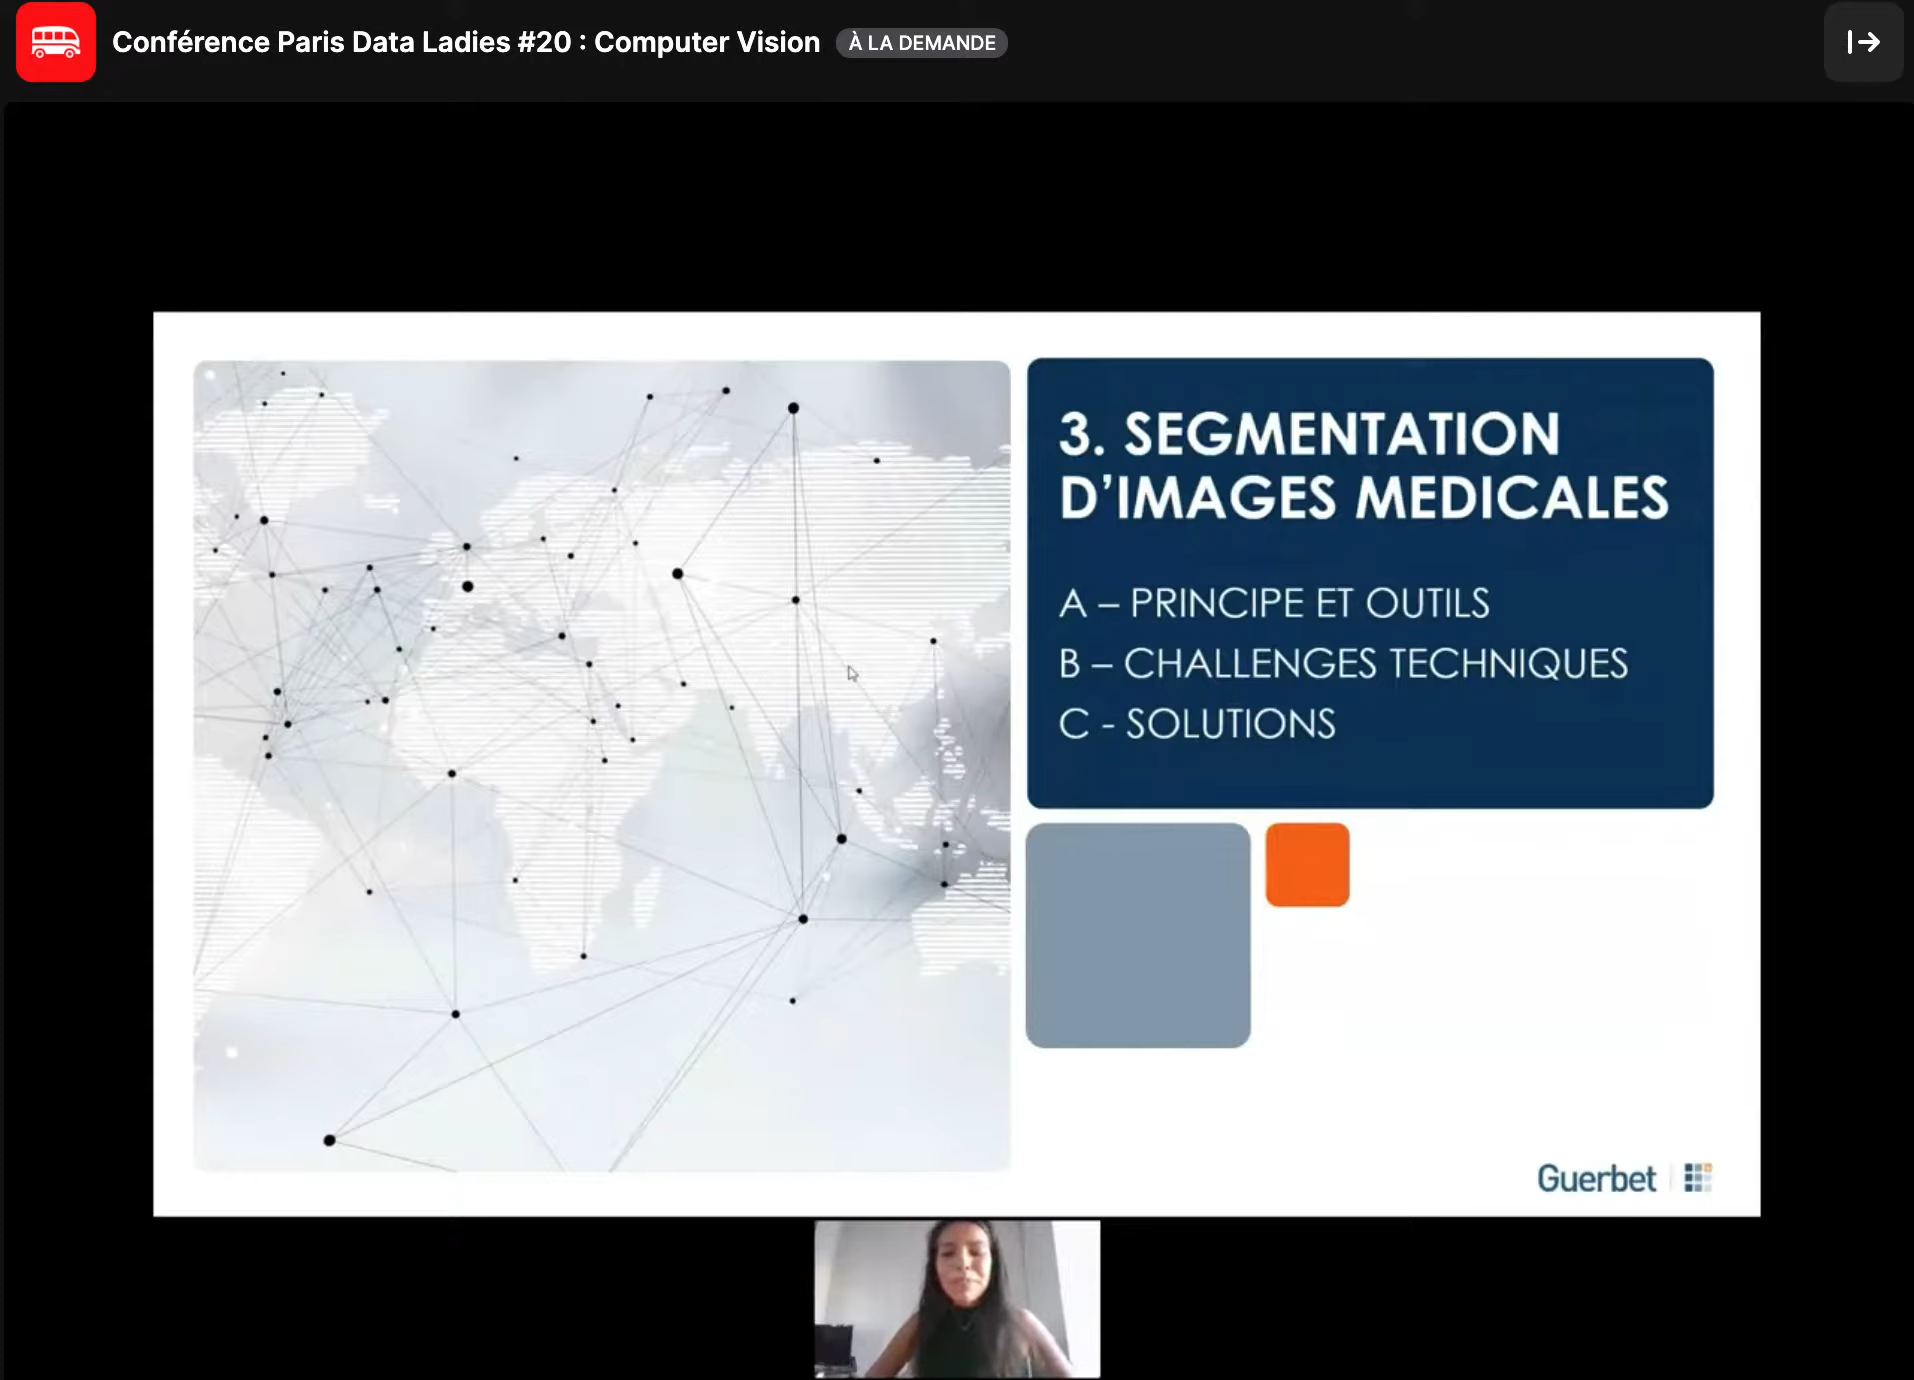 Conférence Paris Data Ladies #20 : Computer Vision À LA DEMANDE
3. SEGMENTATION
D'IMAGES MEDICALES
A – PRINCIPE ET OUTILS
B – CHALLENGES TECHNIQUES
C - SOLUTIONS
Guerbet